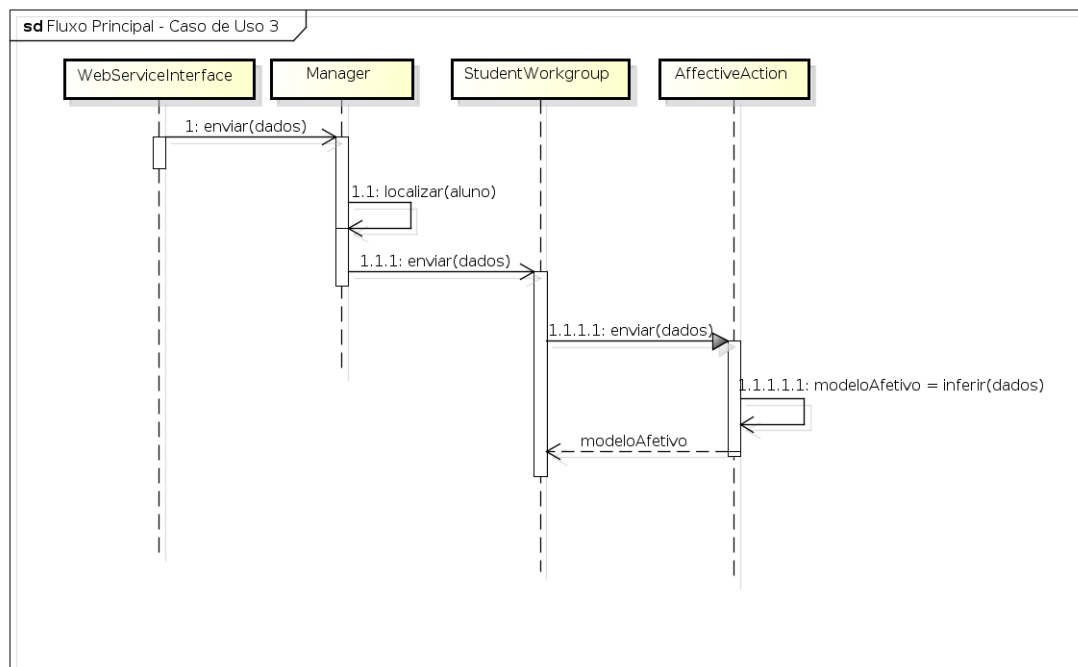 sd Fluxo Principal - Caso de Uso 3
WebServiceInterface
Manager
StudentWorkgroup
AffectiveAction
1: enviar(dados)
1.1: localizar(aluno)
1.1.1: enviar(dados)
1.1.1.1: enviar(dados)
1.1.1.1.1: modeloAfetivo = inferir(dados)
modeloAfetivo